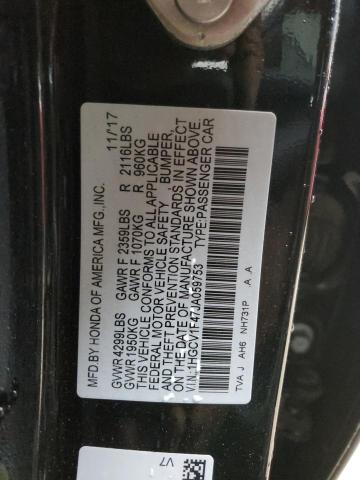 MFD.BY HONDA OF AMERICA MFG.,INC. 11/17
GVWR 4299LBS GAWR F 2359LBS R 2116LBS
GVWR 1950KG GAWR F 1070KG R 960KG
THIS VEHICLE CONFORMS TO ALL APPLICABLE
FEDERAL MOTOR VEHICLE SAFETY , BUMPER,
AND THEFT PREVENTION STANDARDS IN EFFECT
ON THE DATE OF MANUFACTURE SHOWN ABOVE.
V.I.N.: 1HGCV1F47JA059753 TYPE:PASSENGER CAR
TVA J AH6 NH731P .A .A
V7